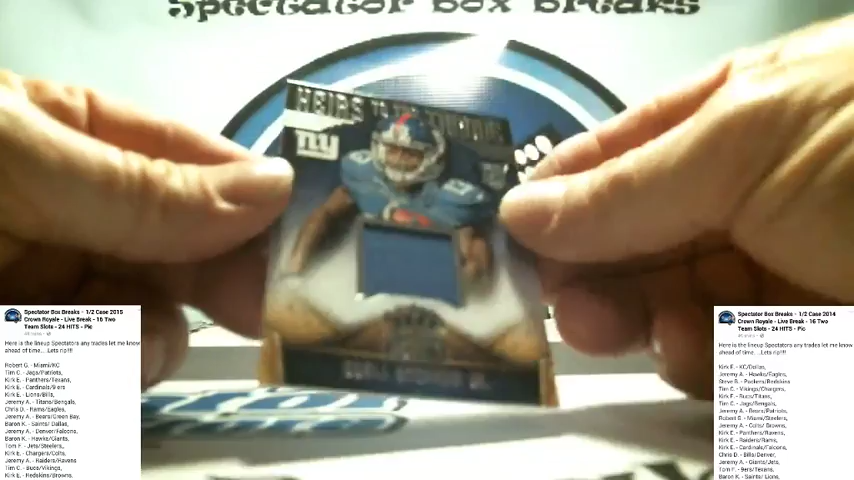 Spectator Box Breaks
HEIRS TO THE THRONE
ny
Spectator Box Breaks - 1/2 Case 2015
Crown Royale - Live Break - 16 Two
Team Slots - 24 HITS - Pic
Here is the lineup Spectators any trades let me know
ahead of time....Lets rip!!!!
Robert G. - Miami/KC
Tim C. - Jags/Patriots,
Kirk E. - Panthers/Texans,
Kirk E. - Cardinals/9ers
Kirk E. - Lions/Bills,
Jeremy A. - Titans/Bengals,
Chris D. - Rams/Eagles,
Jeremy A. - Bears/Green Bay,
Baron K. - Saints/ Dallas,
Jeremy A. - Denver/Falcons,
Baron K. - Hawks/Giants,
Tom F. - Jets/Steelers,
Kirk E. - Chargers/Colts,
Jeremy A. - Raiders/Ravens
Tim C. - Bucs/Vikings,
Kirk E. - Redskins/Browns,
Spectator Box Breaks - 1/2 Case 2014
Crown Royale - Live Break - 16 Two
Team Slots - 24 HITS - Pic
Here is the lineup Spectators any trades let me know
ahead of time....Lets rip!!!!
Kirk E. - KC/Dallas,
Jeremy A. - Hawks/Eagles,
Steve B. - Packers/Redskins
Tim C. - Vikings/Chargers,
Kirk E. - Bucs/Titans,
Tim C. - Jags/Bengals,
Jeremy A. - Bears/Patriots,
Robert G. - Miami/Steelers,
Jeremy A. - Colts/ Browns,
Kirk E. - Panthers/Ravens,
Kirk E. - Raiders/Rams,
Kirk E. - Cardinals/Falcons,
Chris D. - Bills/Denver,
Jeremy A. - Giants/Jets,
Tom F. - 9ers/Texans,
Baron K. - Saints/ Lions,